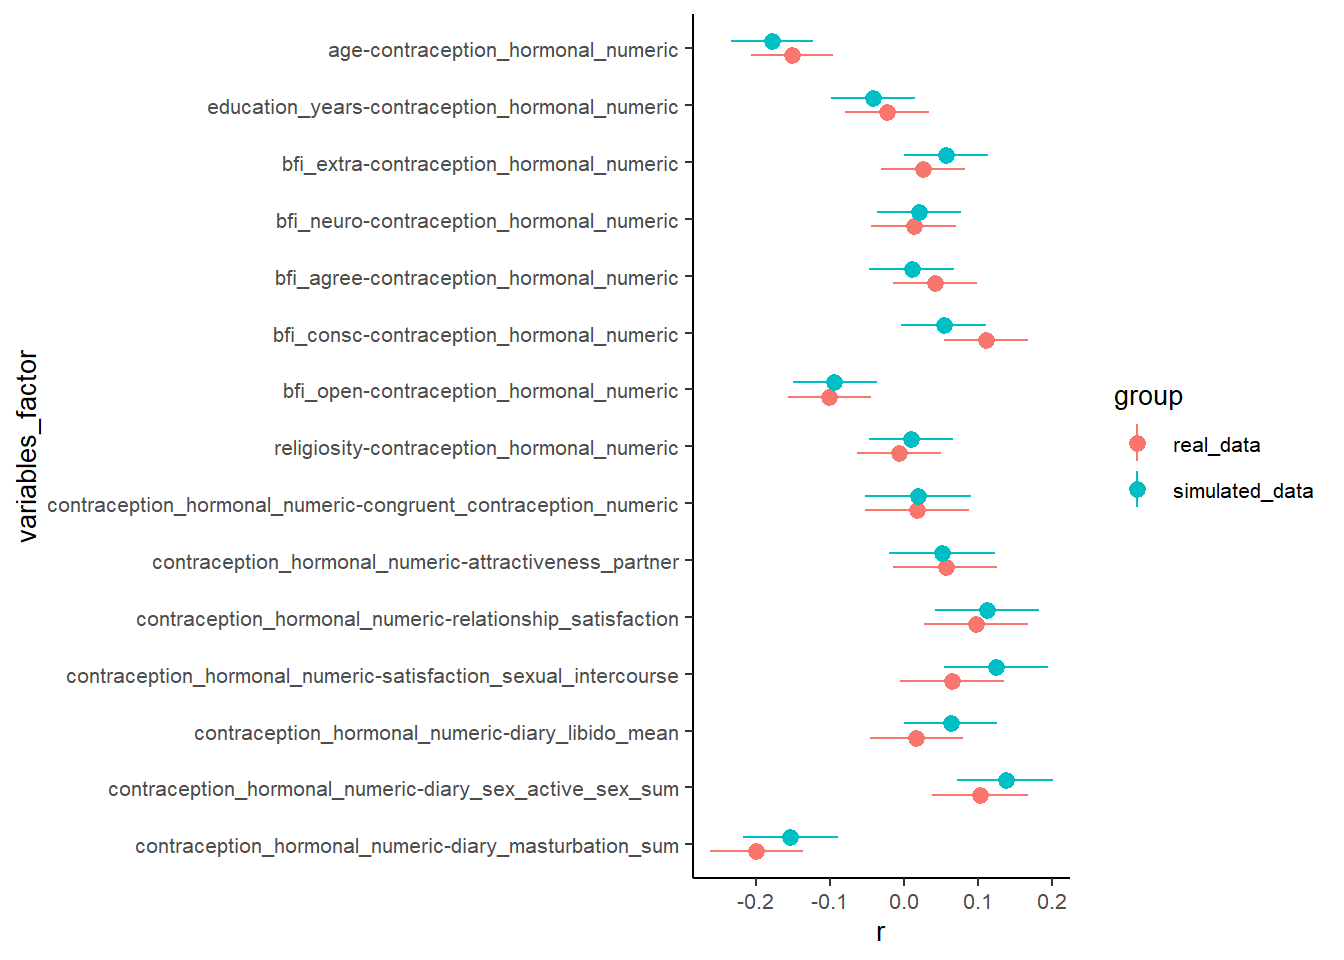 variables_factor
age-contraception_hormonal_numeric
education_years-contraception_hormonal_numeric
bfi_extra-contraception_hormonal_numeric
bfi_neuro-contraception_hormonal_numeric
bfi_agree-contraception_hormonal_numeric
bfi_consc-contraception_hormonal_numeric
bfi_open-contraception_hormonal_numeric
religiosity-contraception_hormonal_numeric
contraception_hormonal_numeric-congruent_contraception_numeric
contraception_hormonal_numeric-attractiveness_partner
contraception_hormonal_numeric-relationship_satisfaction
contraception_hormonal_numeric-satisfaction_sexual_intercourse
contraception_hormonal_numeric-diary_libido_mean
contraception_hormonal_numeric-diary_sex_active_sex_sum
contraception_hormonal_numeric-diary_masturbation_sum
-0.2 -0.1 0.0 0.1 0.2
r
group
real_data
simulated_data